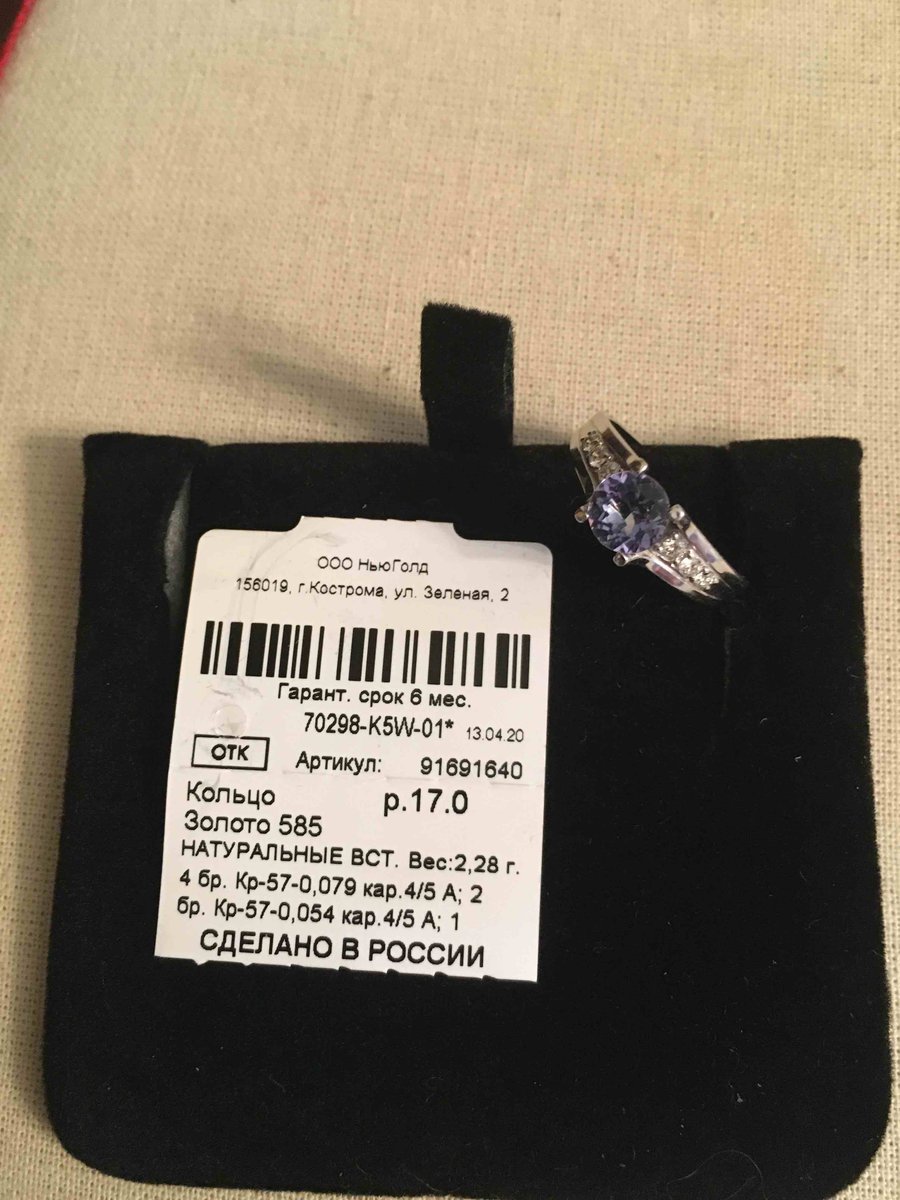 ООО НьюГолд
156019, г.Кострома, ул. Зеленая, 2
Гарант. срок 6 мес.
70298-К5W-01* 13.04.20
ОТК Артикул: 91691640
Кольцо р.17.0
Золото 585
НАТУРАЛЬНЫЕ ВСТ. Вес:2,28 г.
4 бр. Кр-57-0,079 кар.4/5 А; 2
бр. Кр-57-0,054 кар.4/5 А; 1
СДЕЛАНО В РОССИИ